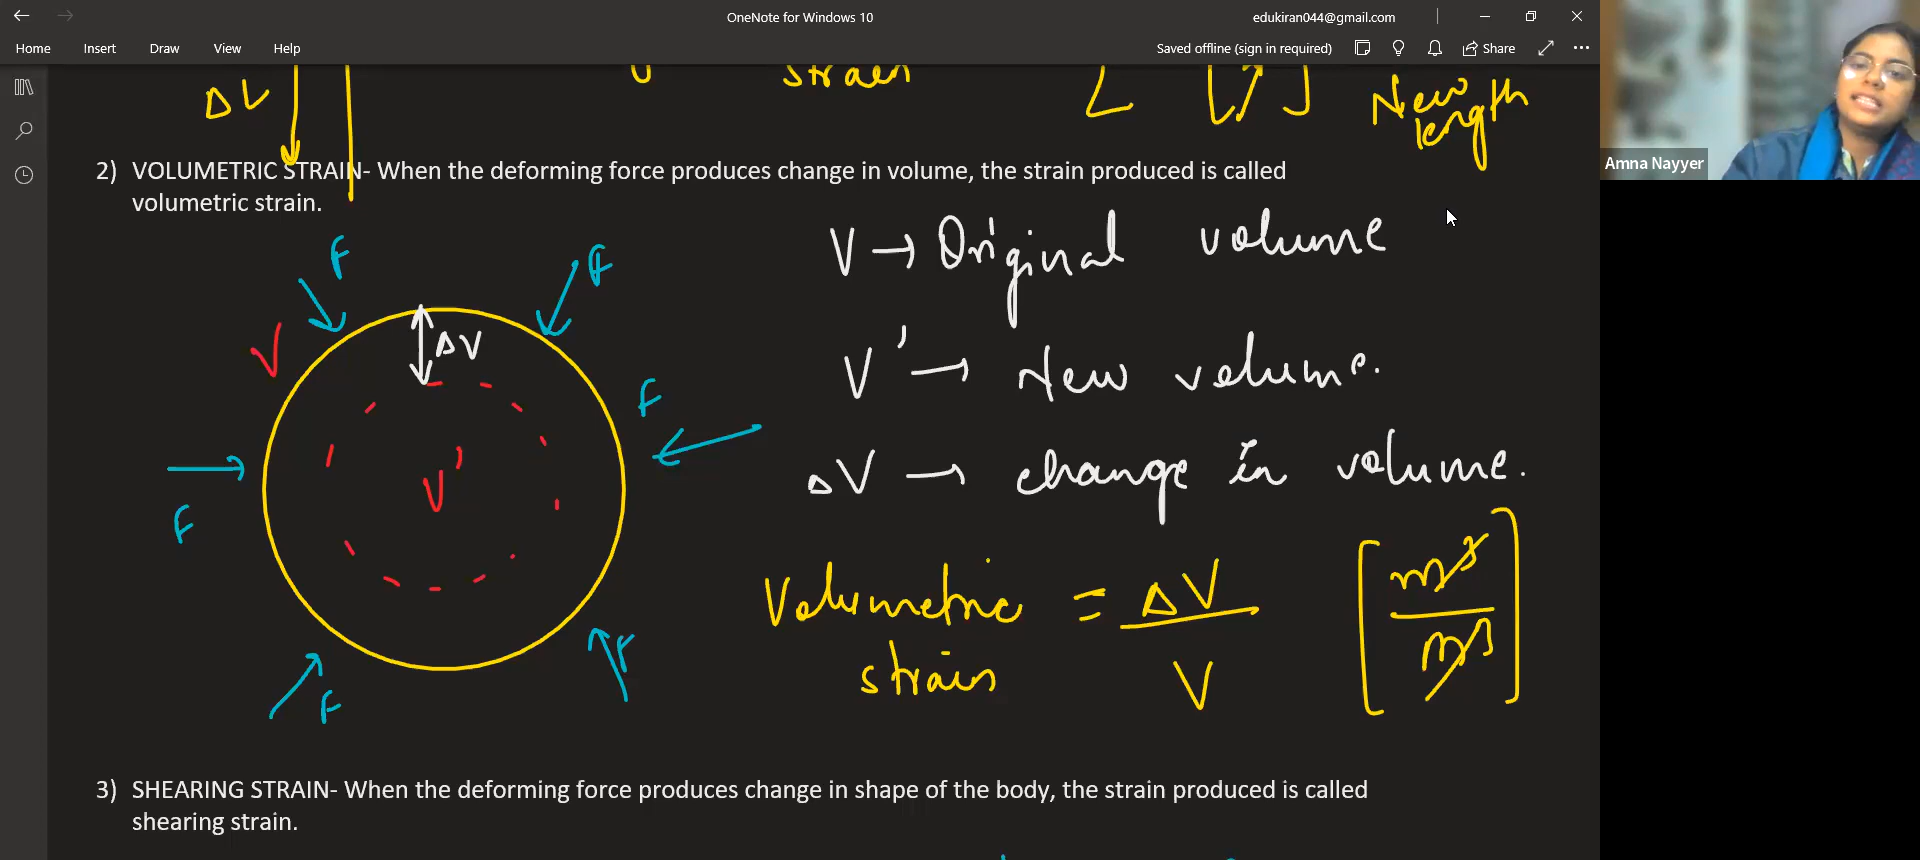 OneNote for Windows 10
edukiran044@gmail.com
Home Insert Draw View Help
Saved offline (sign in required) Share
Amna Nayyer
ΔV
strain
New
length
2) VOLUMETRIC STRAIN- When the deforming force produces change in volume, the strain produced is called
volumetric strain.
V → Original volume
V' → New volume.
ΔV → change in volume.
Volumetric = ΔV
strain V
[m3
m3]
F
F
V
ΔV
F
V'
F
F
F
3) SHEARING STRAIN- When the deforming force produces change in shape of the body, the strain produced is called
shearing strain.